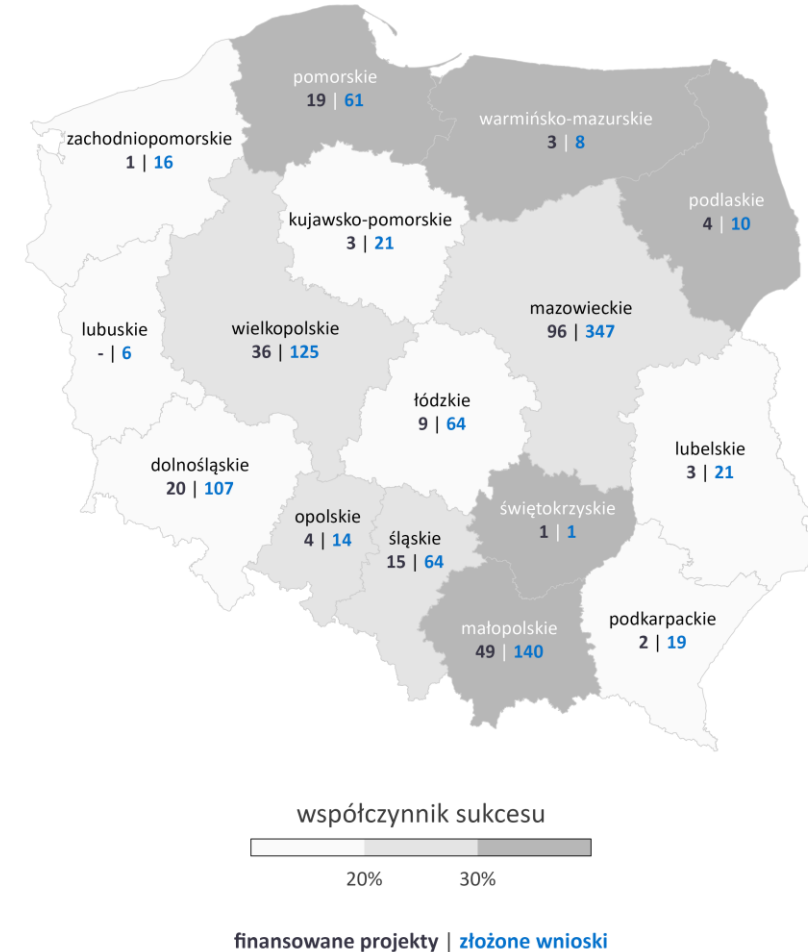 pomorskie
19 | 61
warmińsko-mazurskie
3 | 8
zachodniopomorskie
1 | 16
podlaskie
4 | 10
kujawsko-pomorskie
3 | 21
mazowieckie
96 | 347
lubuskie
- | 6
wielkopolskie
36 | 125
łódzkie
9 | 64
lubelskie
3 | 21
dolnośląskie
20 | 107
opolskie
4 | 14
śląskie
15 | 64
świętokrzyskie
1 | 1
małopolskie
49 | 140
podkarpackie
2 | 19
współczynnik sukcesu
20% 30%
finansowane projekty | złożone wnioski